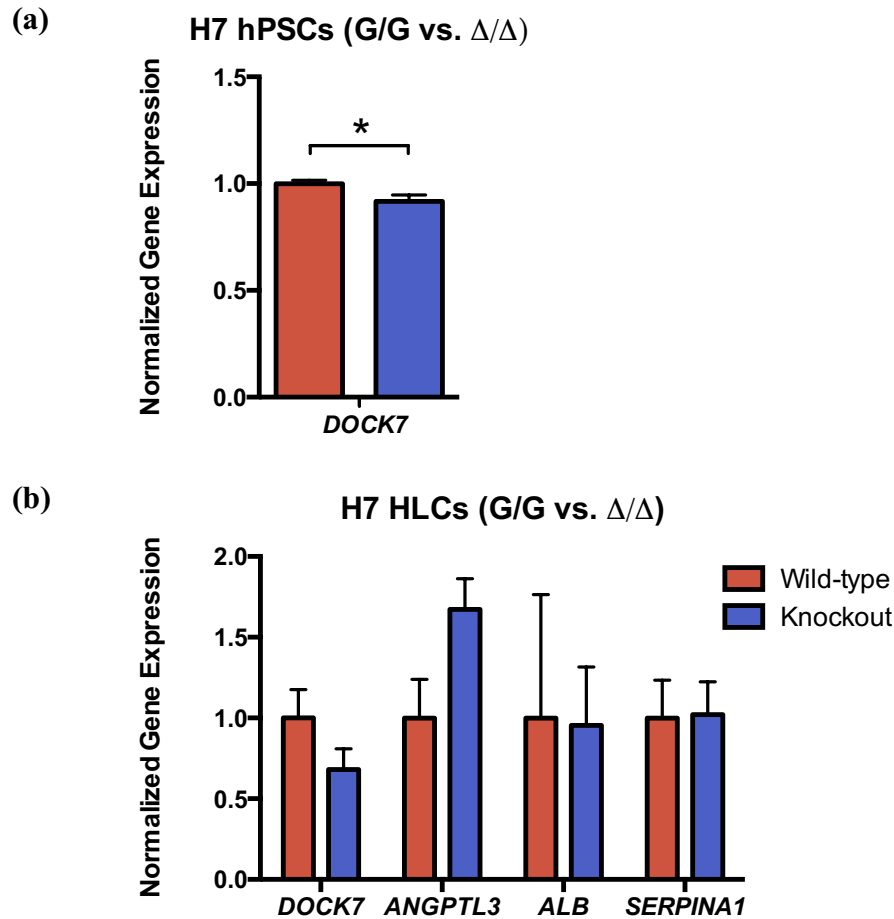 (a)
H7 hPSCs (G/G vs. Δ/Δ)
Normalized Gene Expression
1.5
*
1.0
0.5
0.0
DOCK7
(b)
H7 HLCs (G/G vs. Δ/Δ)
Normalized Gene Expression
2.0
1.5
1.0
0.5
0.0
Wild-type
Knockout
DOCK7 ANGPTL3 ALB SERPINA1